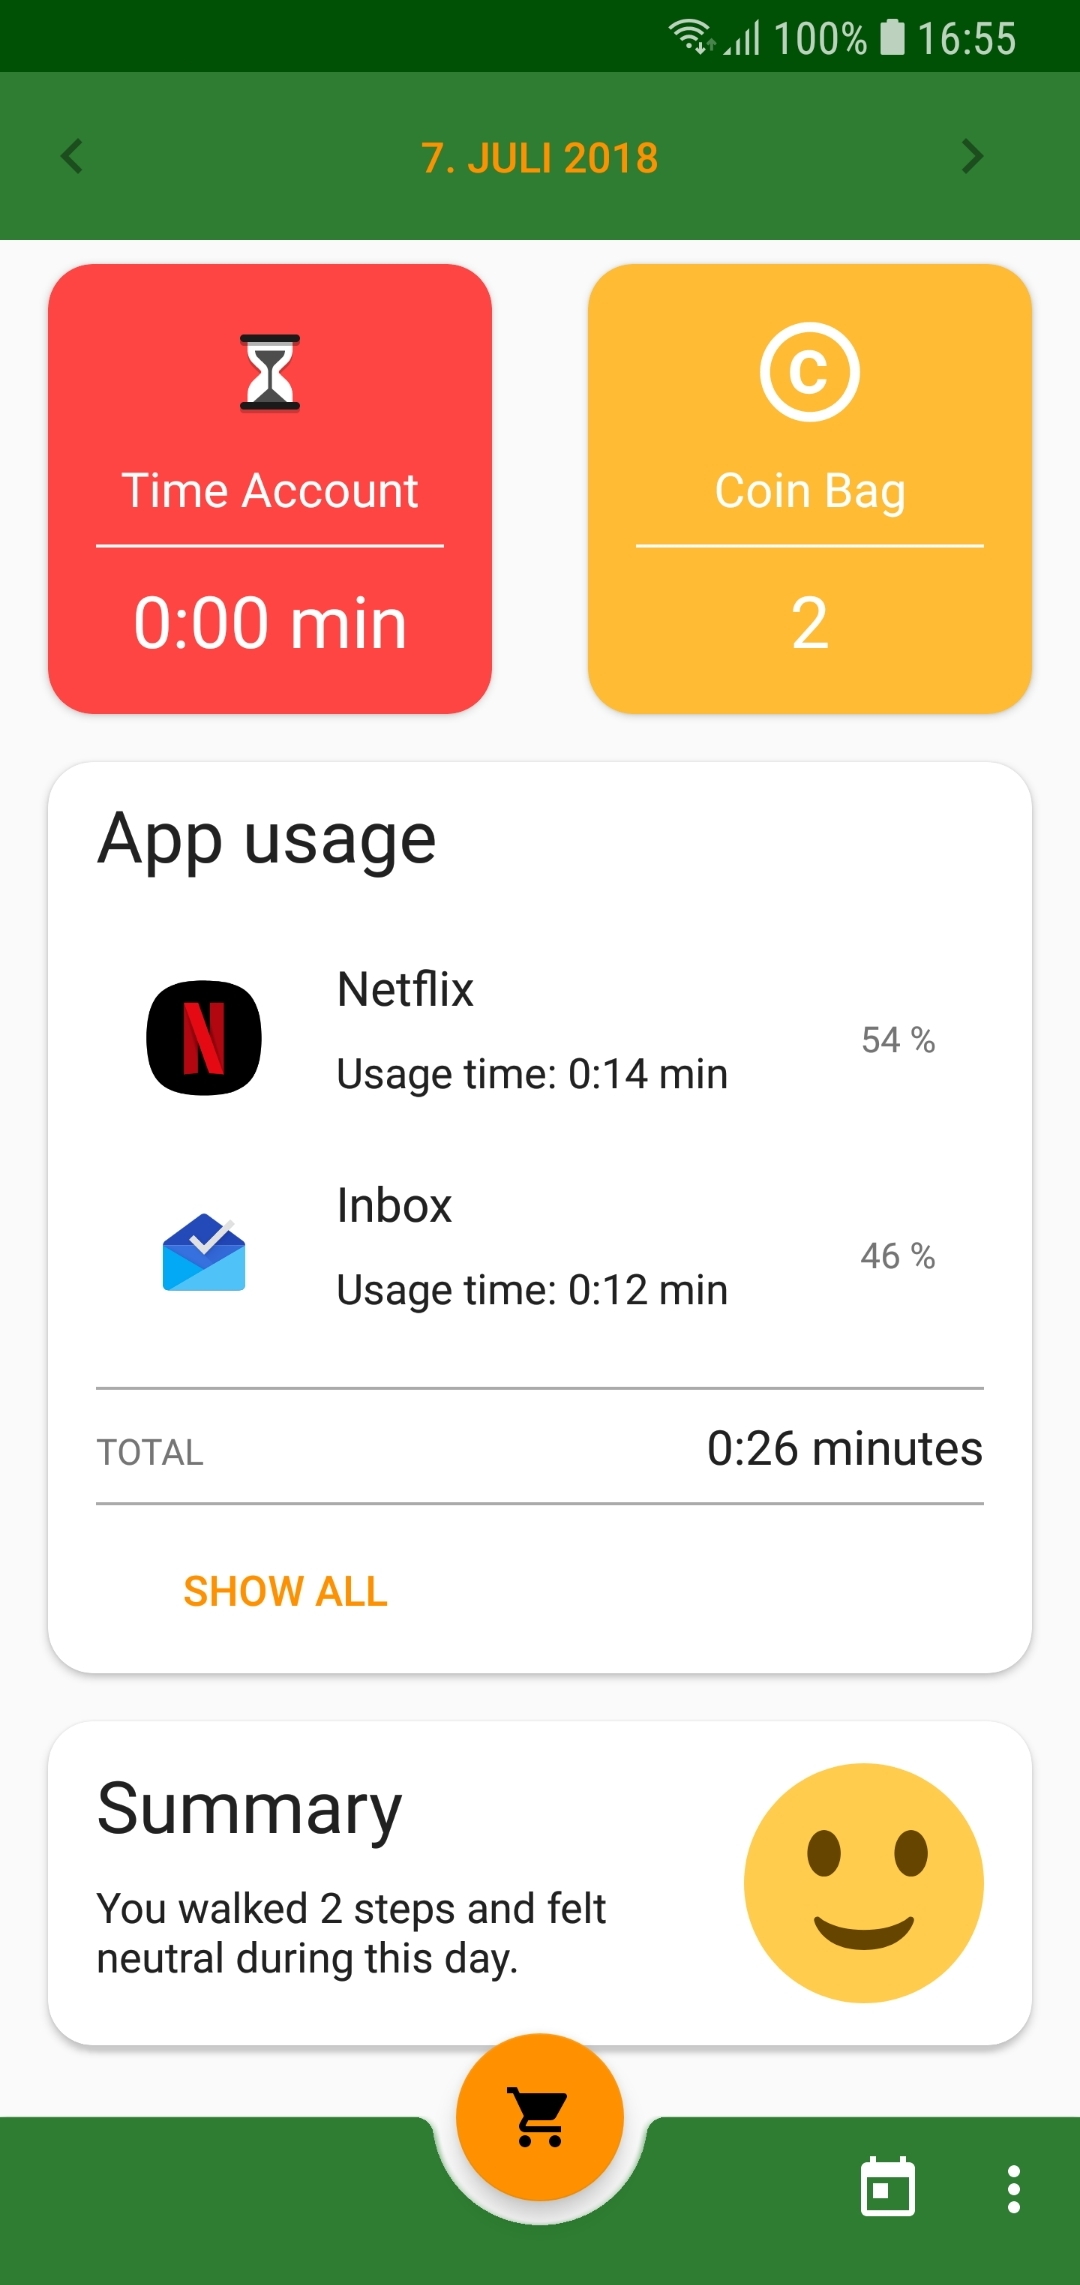 100% 16:55
7. JULI 2018
Time Account
0:00 min
C
Coin Bag
2
App usage
N
Netflix
Usage time: 0:14 min
54 %
Inbox
Usage time: 0:12 min
46 %
TOTAL
0:26 minutes
SHOW ALL
Summary
You walked 2 steps and felt
neutral during this day.